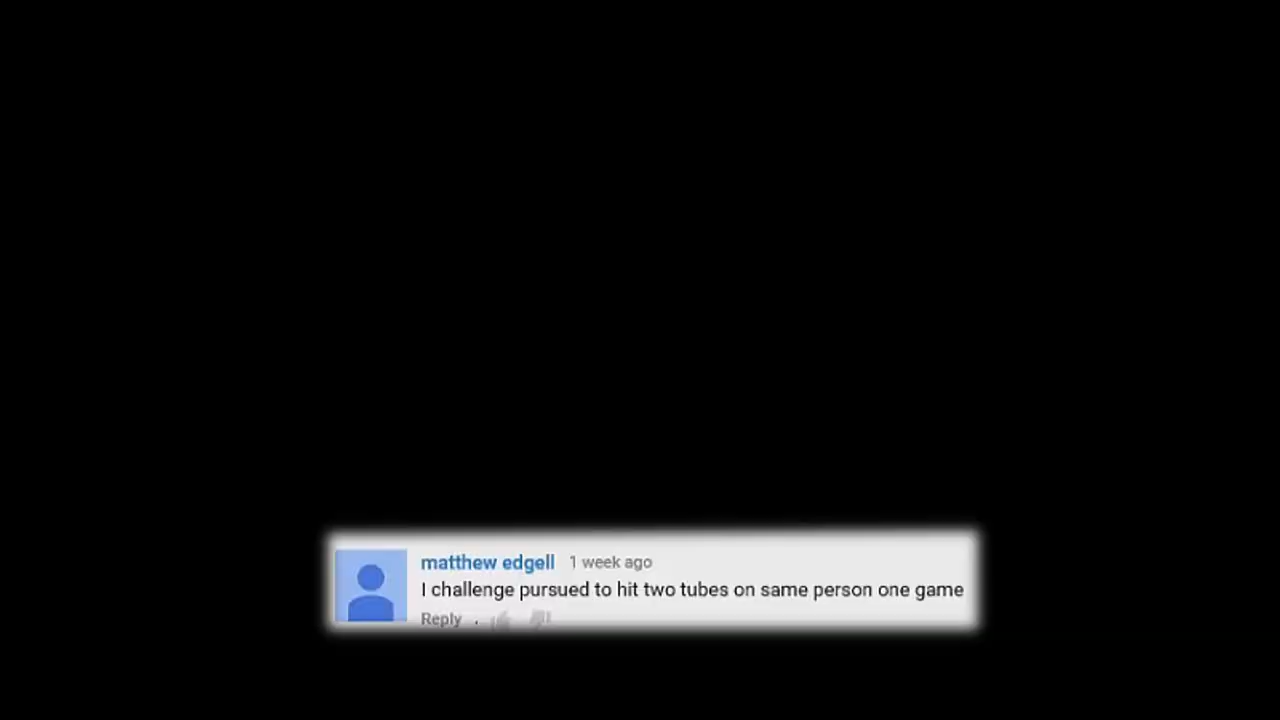 matthew edgell 1 week ago
I challenge pursued to hit two tubes on same person one game
Reply .